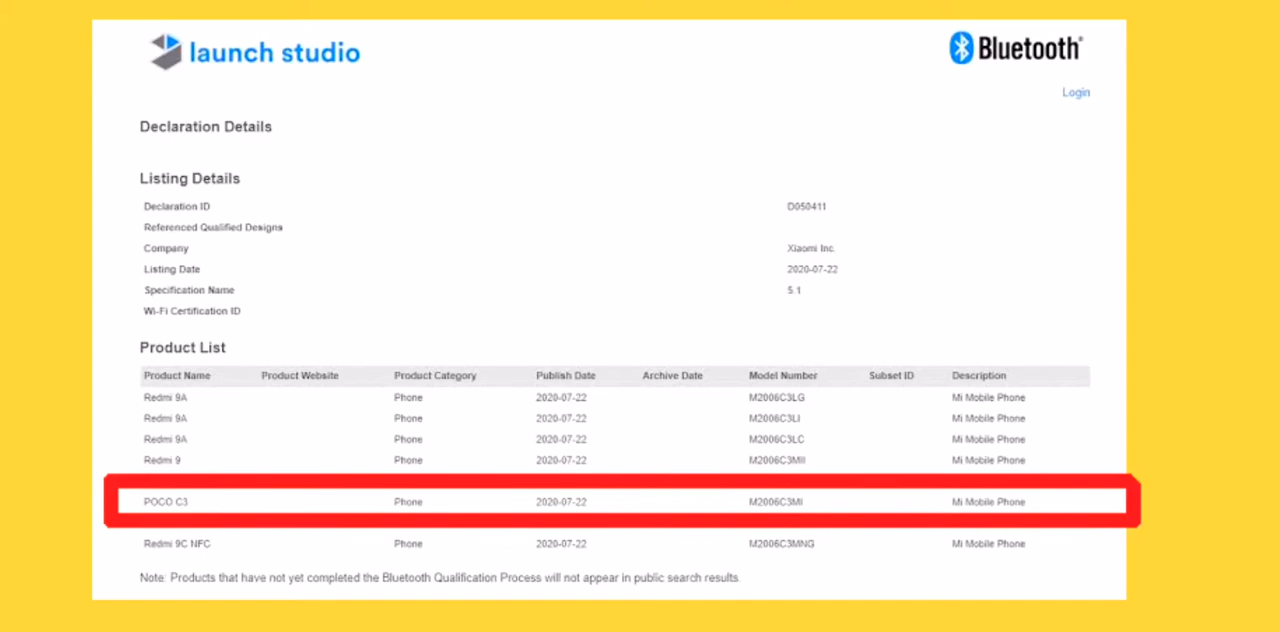 launch studio
Bluetooth®
Login
Declaration Details
Listing Details
Declaration ID D050411
Referenced Qualified Designs
Company Xiaomi Inc.
Listing Date 2020-07-22
Specification Name 5.1
Wi-Fi Certification ID
Product List
Product Name Product Website Product Category Publish Date Archive Date Model Number Subset ID Description
Redmi 9A Phone 2020-07-22 M2006C3LG Mi Mobile Phone
Redmi 9A Phone 2020-07-22 M2006C3LI Mi Mobile Phone
Redmi 9A Phone 2020-07-22 M2006C3LC Mi Mobile Phone
Redmi 9 Phone 2020-07-22 M2006C3MII Mi Mobile Phone
POCO C3 Phone 2020-07-22 M2006C3MI Mi Mobile Phone
Redmi 9C NFC Phone 2020-07-22 M2006C3MNG Mi Mobile Phone
Note: Products that have not yet completed the Bluetooth Qualification Process will not appear in public search results.